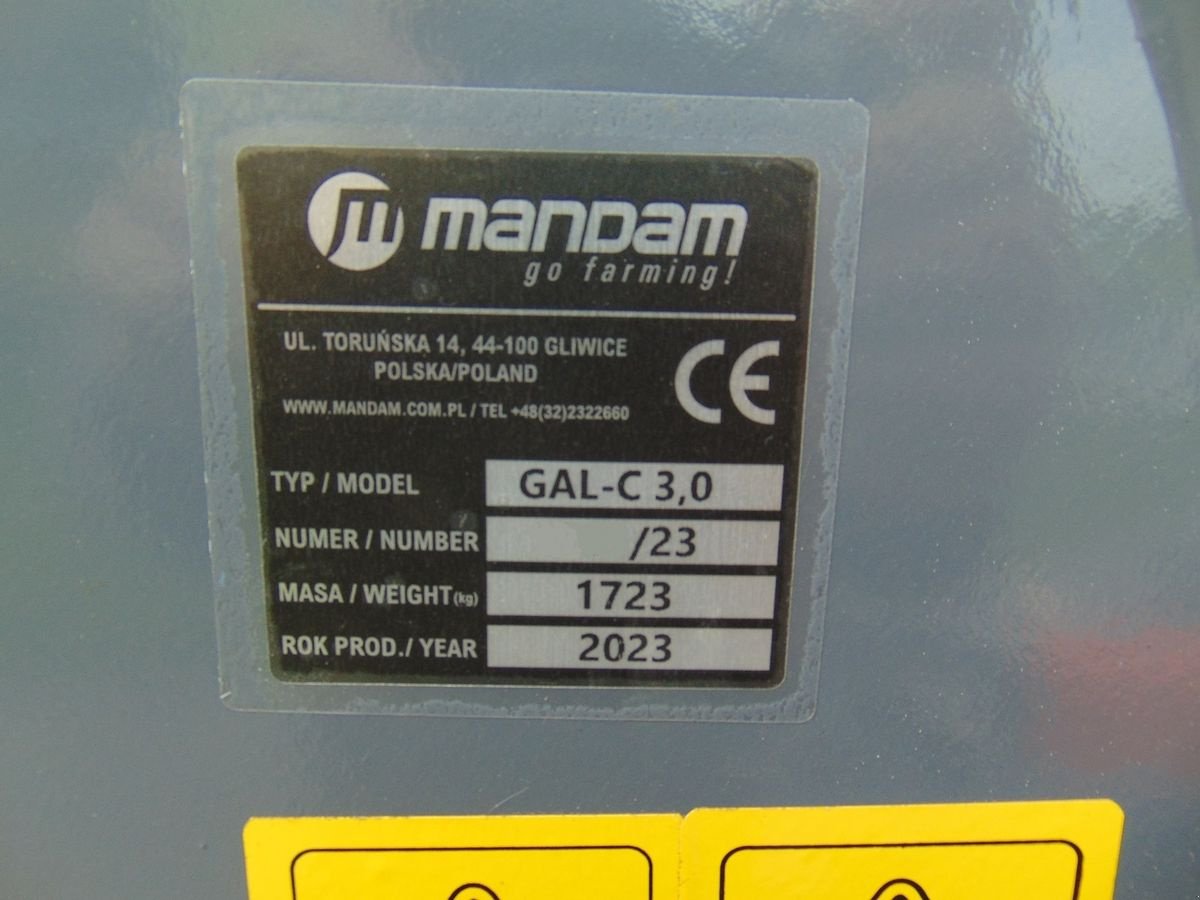 mandam
go farming!
UL. TORUŃSKA 14, 44-100 GLIWICE
POLSKA/POLAND
WWW.MANDAM.COM.PL / TEL +48(32)2322660
CE
TYP / MODEL GAL-C 3,0
NUMER / NUMBER /23
MASA / WEIGHT (kg) 1723
ROK PROD./ YEAR 2023